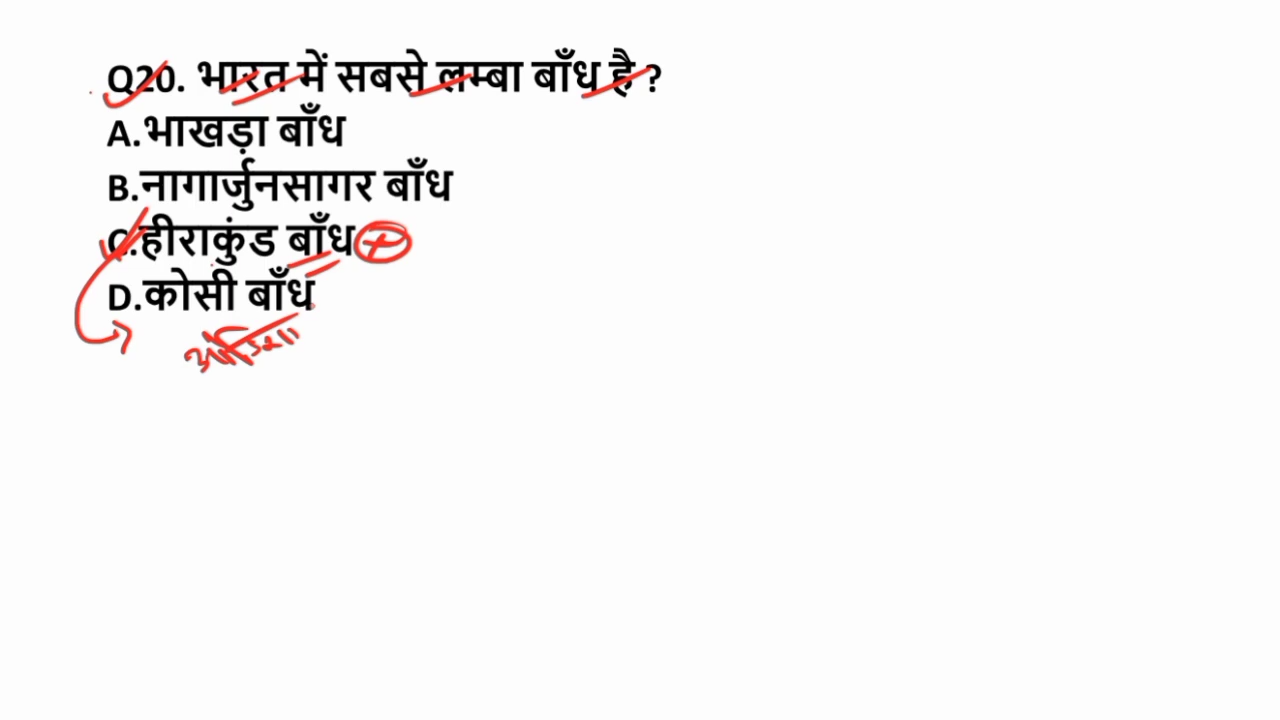 Q20. भारत में सबसे लम्बा बाँध है ?
A.भाखड़ा बाँध
B.नागार्जुनसागर बाँध
C.हीराकुंड बाँध
D.कोसी बाँध